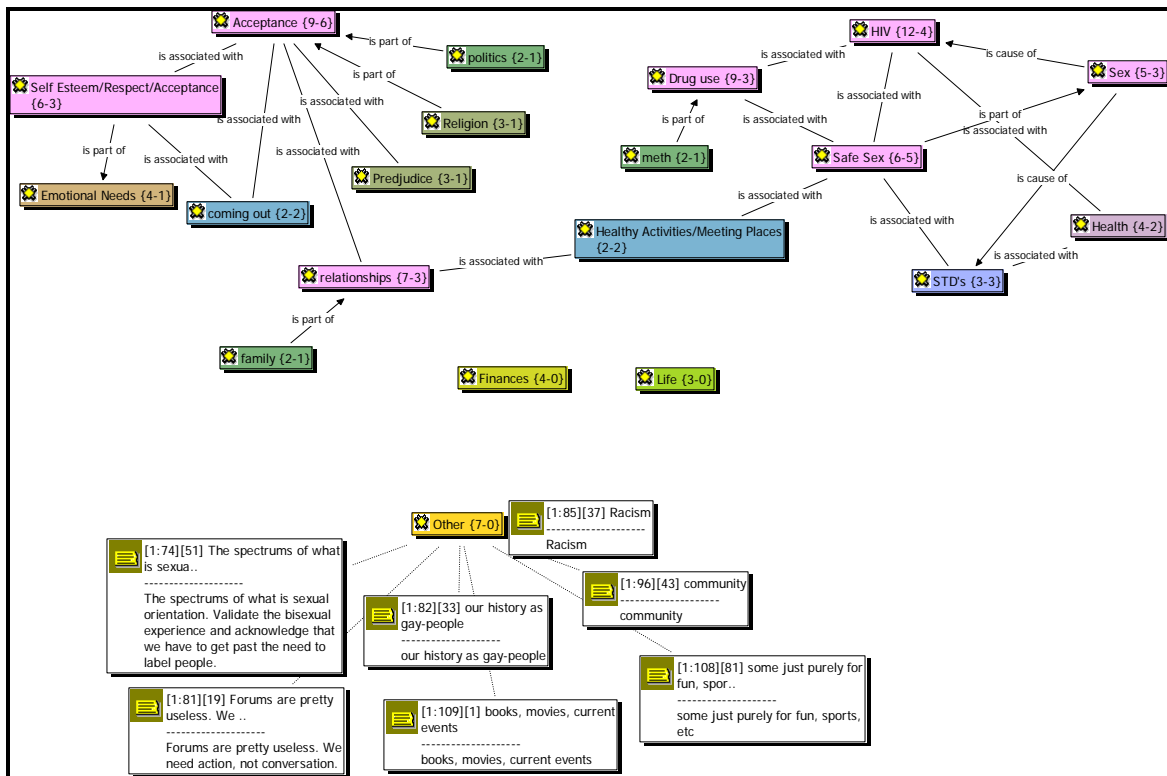 Acceptance {9-6}
is part of
politics {2-1}
is associated with
Self Esteem/Respect/Acceptance
{6-3}
is part of
Religion {3-1}
is associated with
is associated with
is associated with
is part of
is associated with
Predjudice {3-1}
Emotional Needs {4-1}
coming out {2-2}
relationships {7-3}
is associated with
is part of
family {2-1}
HIV {12-4}
is associated with
is cause of
Sex {5-3}
Drug use {9-3}
is associated with
is part of
is associated with
is part of
is associated with
meth {2-1}
Safe Sex {6-5}
is associated with
is cause of
Healthy Activities/Meeting Places
{2-2}
is associated with
Health {4-2}
is associated with
STD's {3-3}
Finances {4-0}
Life {3-0}
Other {7-0}
[1:85][37] Racism
--------------------
Racism
[1:74][51] The spectrums of what
is sexua..
--------------------
The spectrums of what is sexual
orientation. Validate the bisexual
experience and acknowledge that
we have to get past the need to
label people.
[1:82][33] our history as
gay-people
--------------------
our history as gay-people
[1:96][43] community
--------------------
community
[1:108][81] some just purely for
fun, spor..
--------------------
some just purely for fun, sports,
etc
[1:81][19] Forums are pretty
useless. We ..
--------------------
Forums are pretty useless. We
need action, not conversation.
[1:109][1] books, movies, current
events
--------------------
books, movies, current events